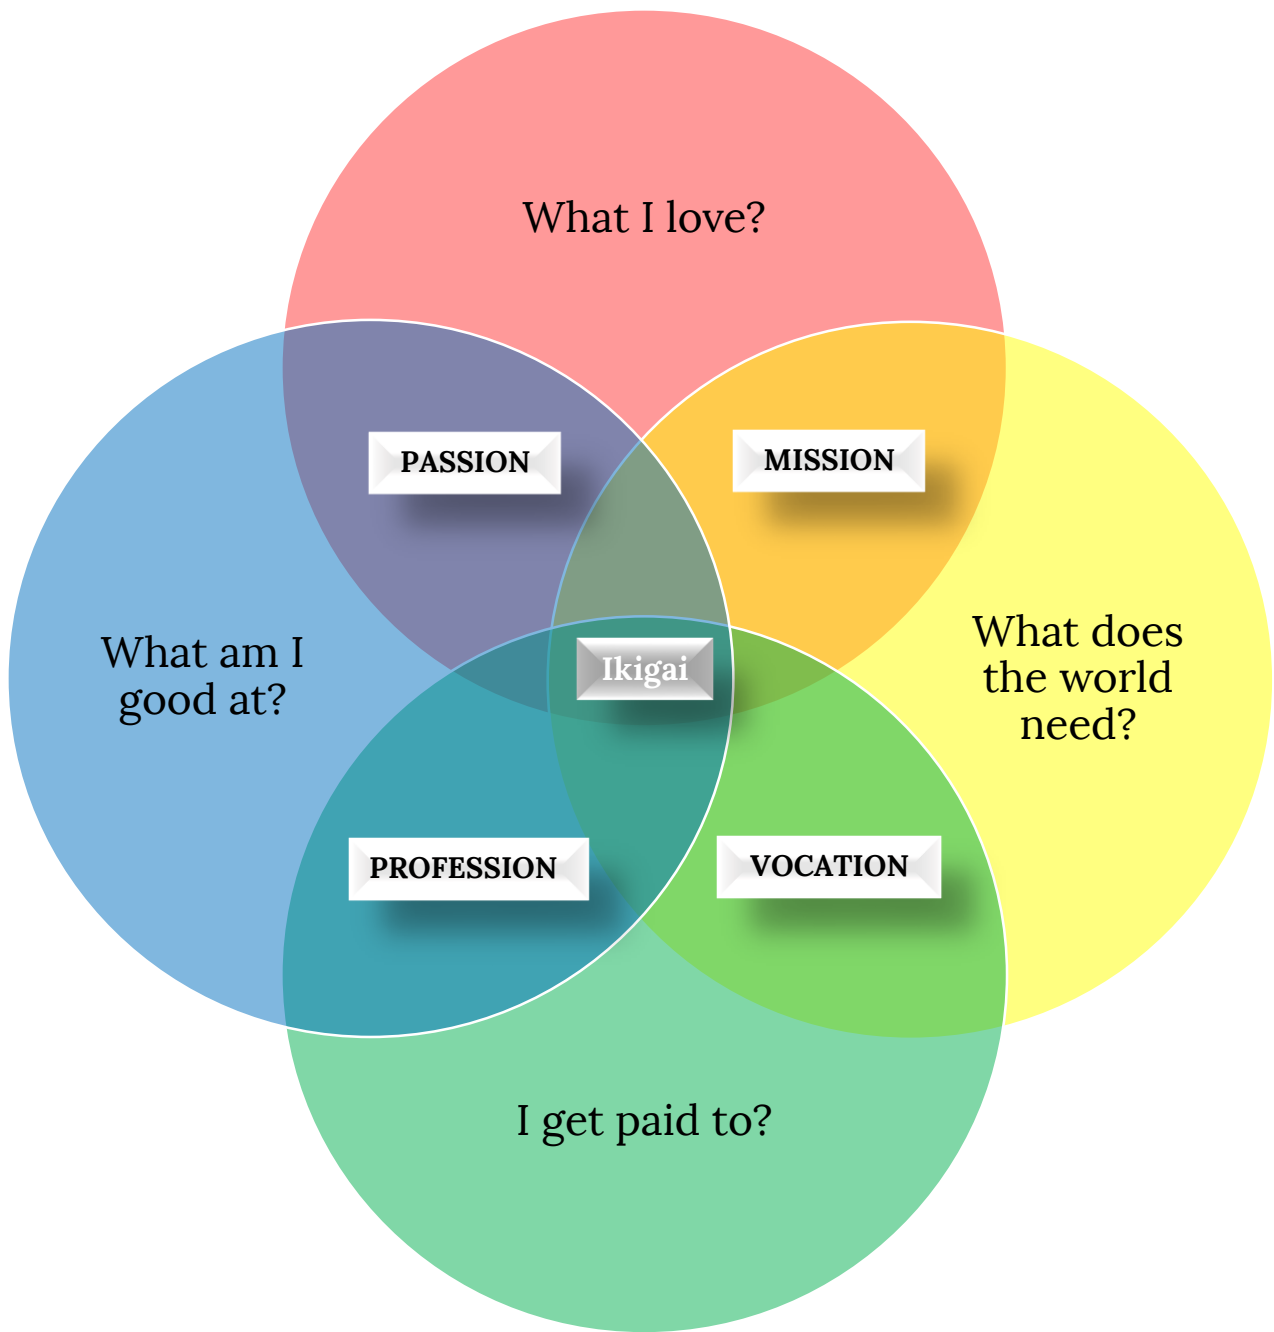 What I love?
PASSION
MISSION
What am I
good at?
Ikigai
What does
the world
need?
PROFESSION
VOCATION
I get paid to?